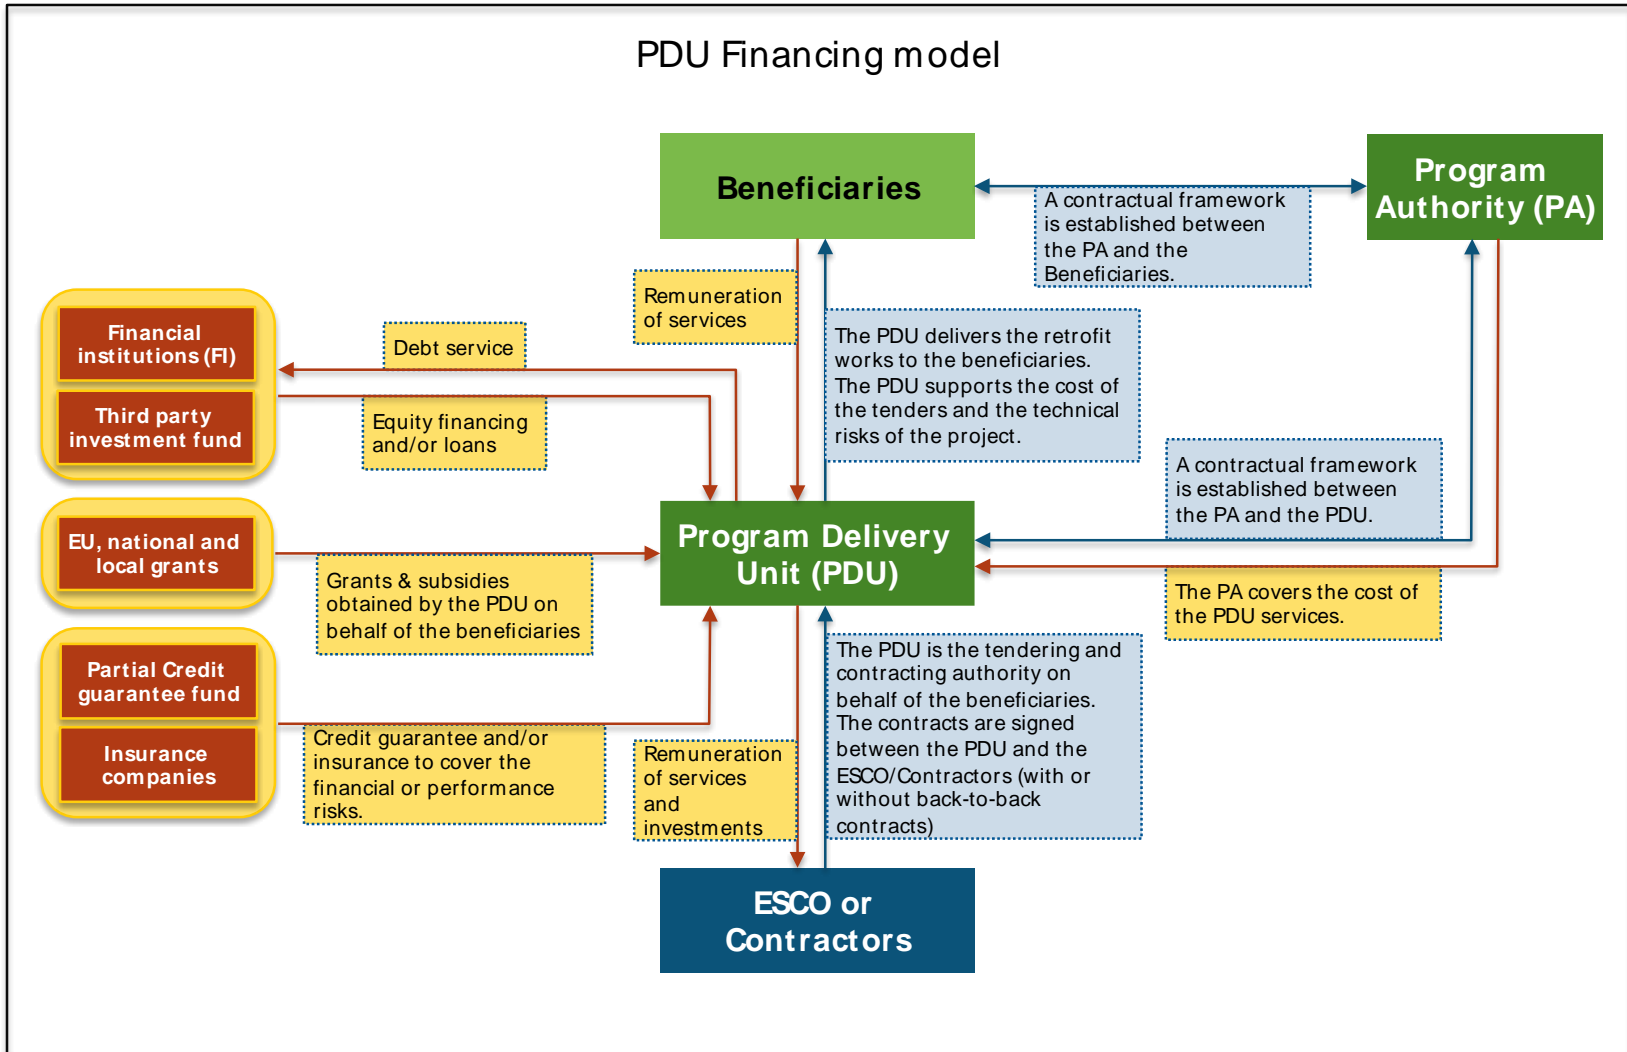 PDU Financing model
Beneficiaries
Program
Authority (PA)
A contractual framework
is established between
the PA and the
Beneficiaries.
Remuneration
of services
Financial
institutions (FI)
Third party
investment fund
Debt service
Equity financing
and/or loans
The PDU delivers the retrofit
works to the beneficiaries.
The PDU supports the cost of
the tenders and the technical
risks of the project.
A contractual framework
is established between
the PA and the PDU.
EU, national and
local grants
Grants & subsidies
obtained by the PDU on
behalf of the beneficiaries
Program Delivery
Unit (PDU)
The PA covers the cost of
the PDU services.
Partial Credit
guarantee fund
Insurance
companies
Credit guarantee and/or
insurance to cover the
financial or performance
risks.
Remuneration
of services
and
investments
The PDU is the tendering and
contracting authority on
behalf of the beneficiaries.
The contracts are signed
between the PDU and the
ESCO/Contractors (with or
without back-to-back
contracts)
ESCO or
Contractors